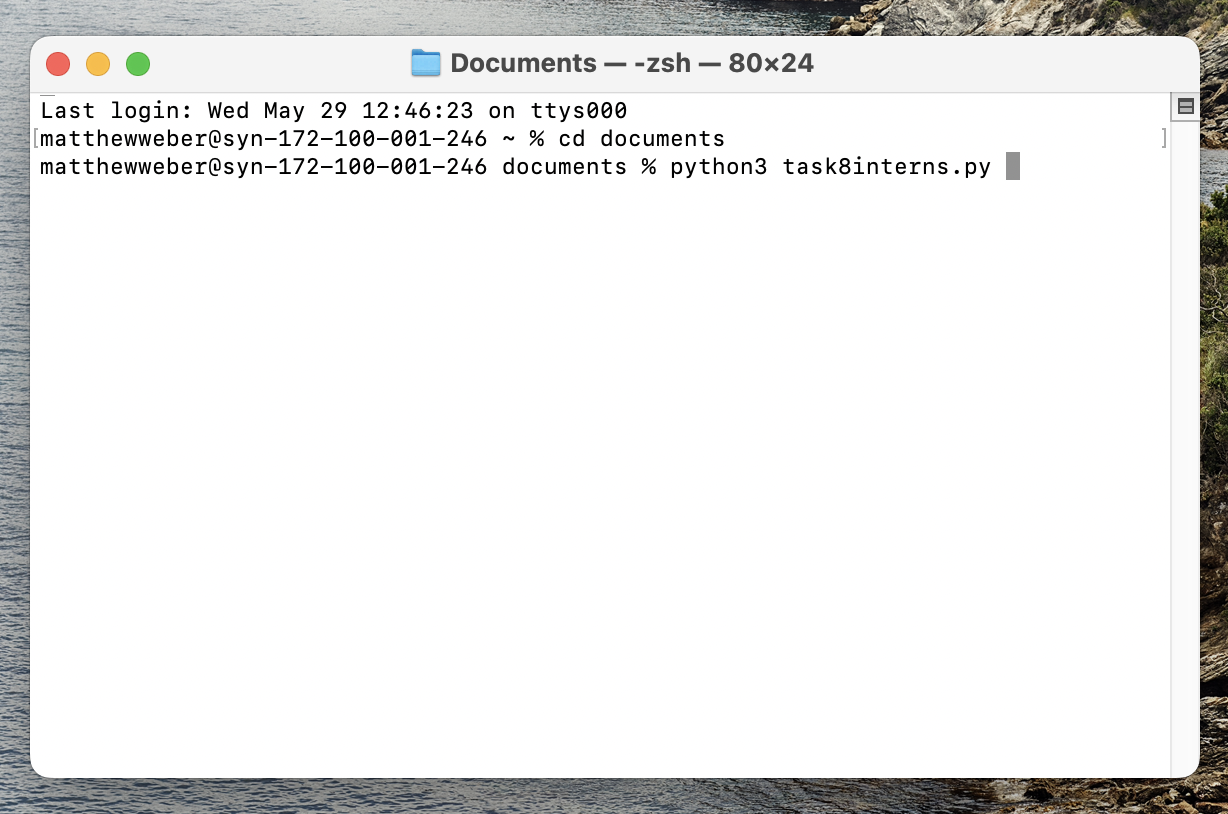 Documents — -zsh — 80×24
Last login: Wed May 29 12:46:23 on ttys000
[matthewweber@syn-172-100-001-246 ~ % cd documents ]
matthewweber@syn-172-100-001-246 documents % python3 task8interns.py